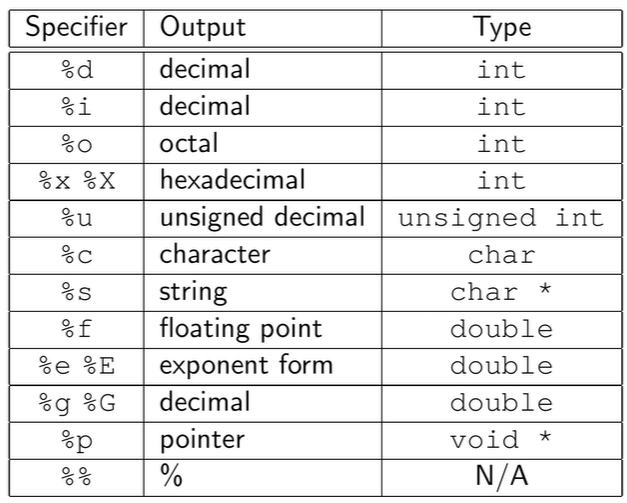 Specifier Output Type
%d decimal int
%i decimal int
%o octal int
%x %X hexadecimal int
%u unsigned decimal unsigned int
%c character char
%s string char *
%f floating point double
%e %E exponent form double
%g %G decimal double
%p pointer void *
%% % N/A